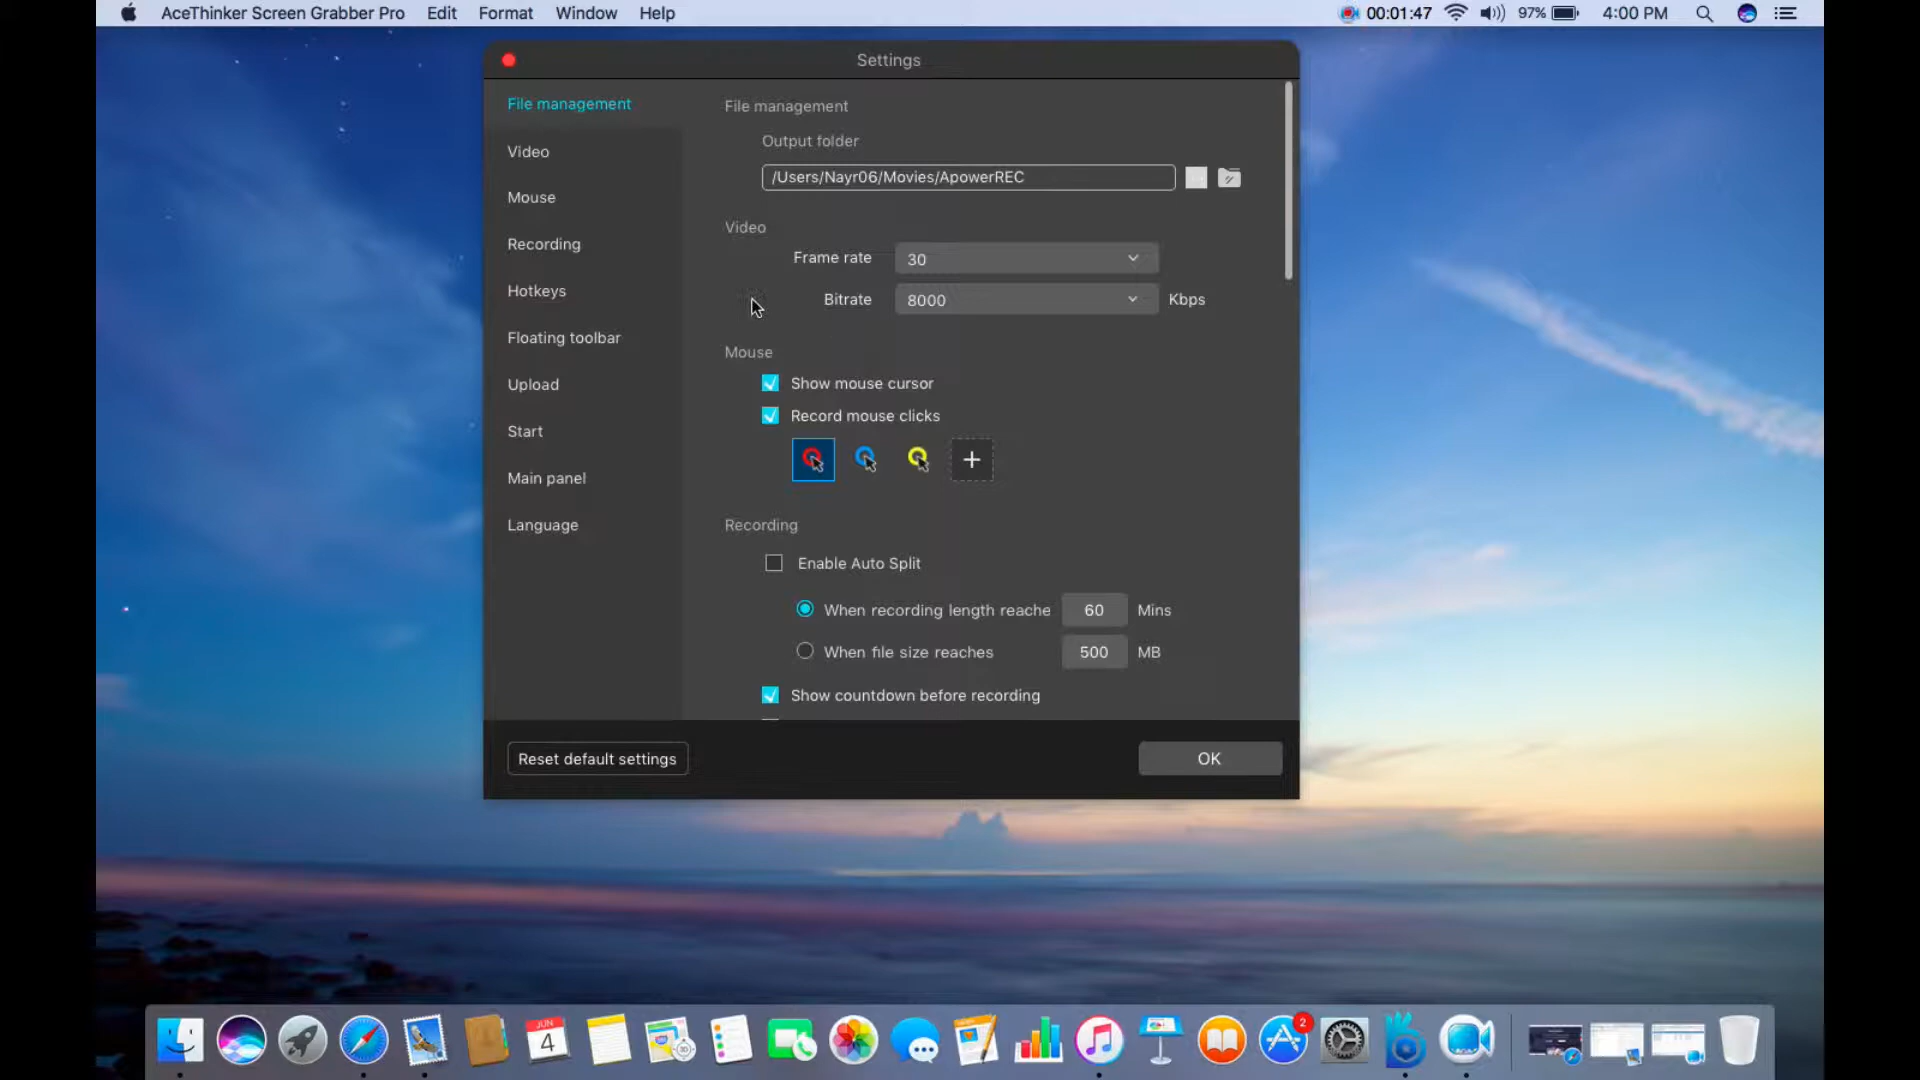 AceThinker Screen Grabber Pro Edit Format Window Help 00:01:47 97% 4:00 PM
Settings
File management
Video
Mouse
Recording
Hotkeys
Floating toolbar
Upload
Start
Main panel
Language
File management
Output folder
/Users/Nayr06/Movies/ApowerREC
Video
Frame rate 30
Bitrate 8000 Kbps
Mouse
Show mouse cursor
Record mouse clicks
Recording
Enable Auto Split
When recording length reache 60 Mins
When file size reaches 500 MB
Show countdown before recording
Reset default settings OK
JUN
4
2